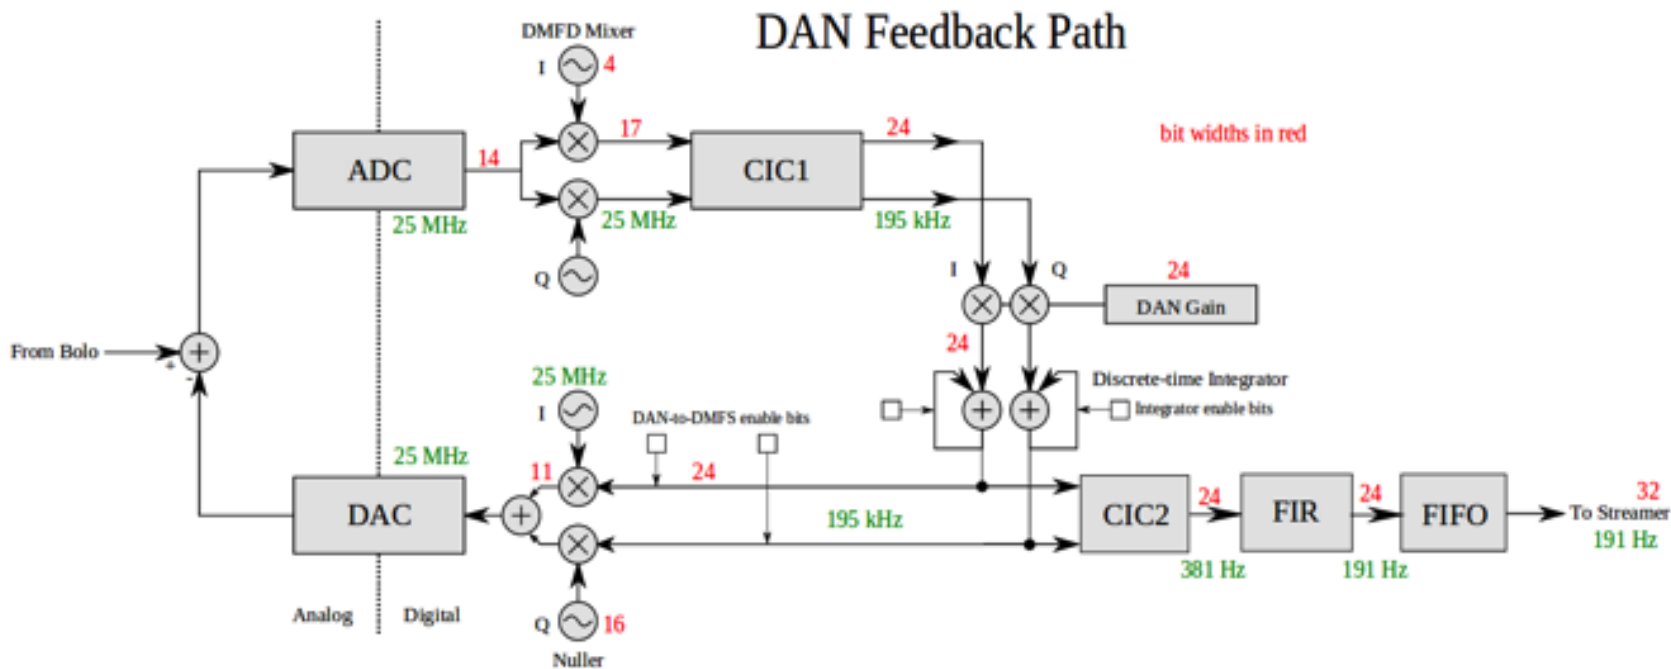 DAN Feedback Path
DMFD Mixer
I
4
ADC
14
25 MHz
17
25 MHz
Q
CIC1
24
195 kHz
bit widths in red
I
Q
24
DAN Gain
24
Discrete-time Integrator
Integrator enable bits
From Bolo
+
-
25 MHz
I
DAN-to-DMFS enable bits
25 MHz
11
24
DAC
195 kHz
CIC2
24
381 Hz
FIR
24
191 Hz
FIFO
32
To Streamer
191 Hz
Analog
Digital
Q
16
Nuller